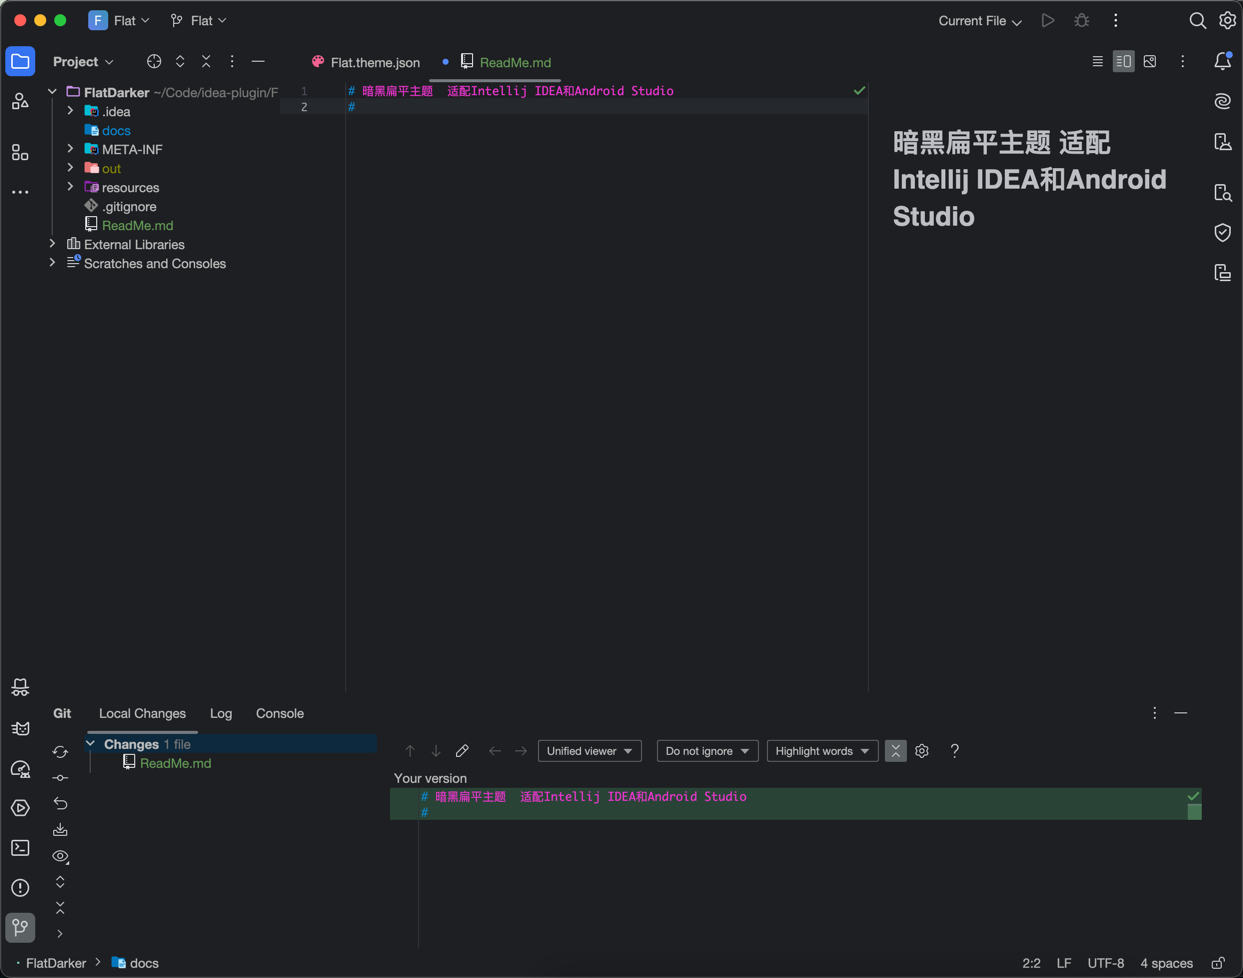 F Flat Flat Current File
Project
Flat.theme.json ReadMe.md
FlatDarker ~/Code/idea-plugin/F
.idea
docs
META-INF
out
resources
.gitignore
ReadMe.md
External Libraries
Scratches and Consoles
1 # 暗黑扁平主题 适配Intellij IDEA和Android Studio
2 #
暗黑扁平主题 适配
Intellij IDEA和Android
Studio
Git Local Changes Log Console
Changes 1 file
ReadMe.md
Unified viewer Do not ignore Highlight words ?
Your version
# 暗黑扁平主题 适配Intellij IDEA和Android Studio
#
FlatDarker > docs 2:2 LF UTF-8 4 spaces